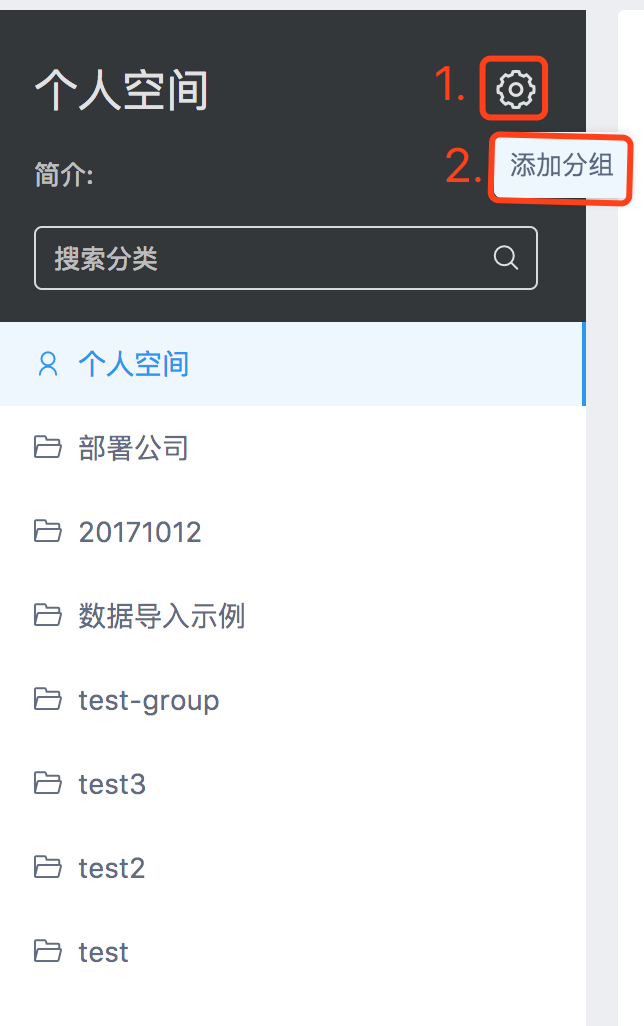 个人空间
1.
2. 添加分组
简介:
搜索分类
个人空间
部署公司
20171012
数据导入示例
test-group
test3
test2
test